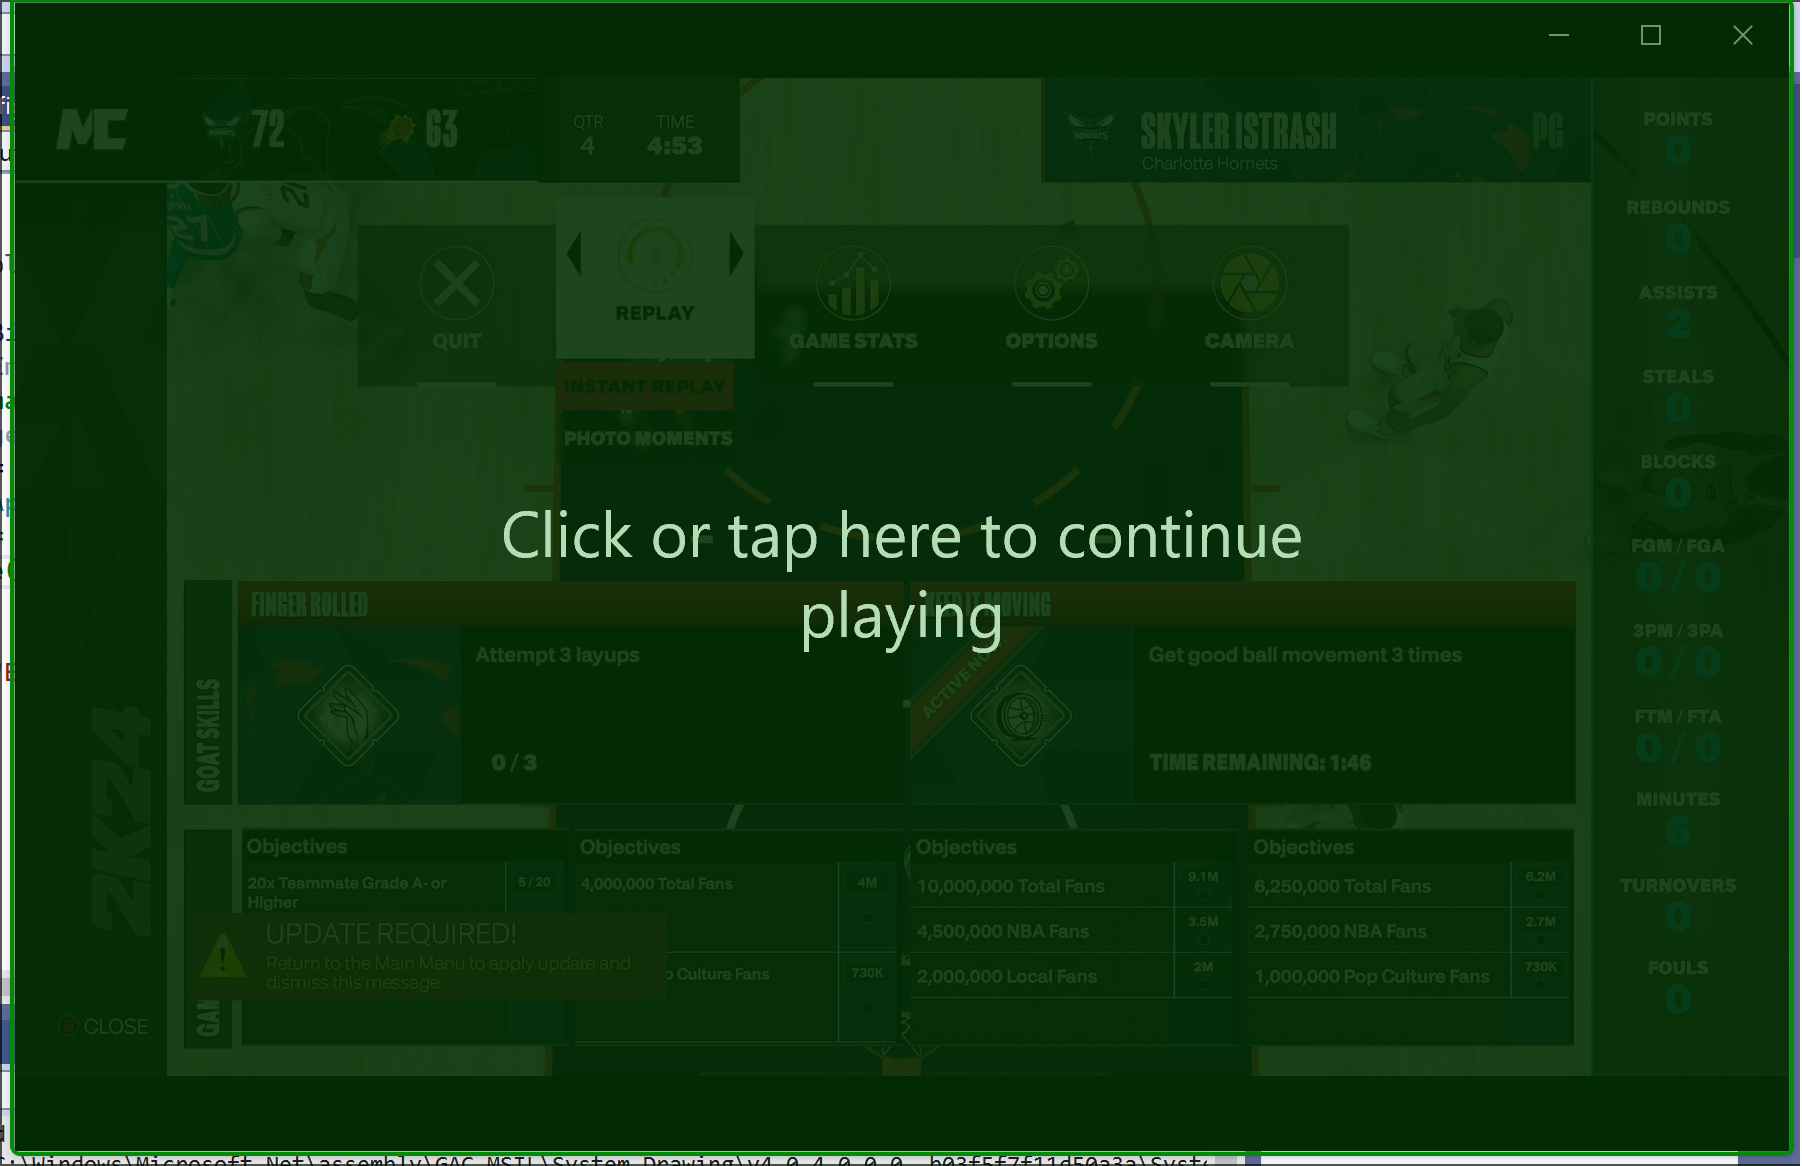 MC
HORNETS
72
63
QTR
4
TIME
4:53
HORNETS
SKYLER ISTRASH
PG
Charlotte Hornets
27
QUIT
REPLAY
GAME STATS
OPTIONS
CAMERA
INSTANT REPLAY
PHOTO MOMENTS
POINTS
0
REBOUNDS
0
ASSISTS
2
STEALS
0
BLOCKS
0
FGM / FGA
0 / 0
3PM / 3PA
0 / 0
FTM / FTA
0 / 0
MINUTES
6
TURNOVERS
0
FOULS
0
Click or tap here to continue
playing
GOAT SKILLS
FINGER ROLLED
Attempt 3 layups
0 / 3
KEEP IT MOVING
ACTIVE NOW
Get good ball movement 3 times
TIME REMAINING: 1:46
2K24
Objectives
20x Teammate Grade A- or
Higher
5 / 20
Objectives
4,000,000 Total Fans
4M
Culture Fans
730K
Objectives
10,000,000 Total Fans
9.1M
4,500,000 NBA Fans
3.5M
2,000,000 Local Fans
2M
Objectives
6,250,000 Total Fans
6.2M
2,750,000 NBA Fans
2.7M
1,000,000 Pop Culture Fans
730K
UPDATE REQUIRED!
Return to the Main Menu to apply update and
dismiss this message.
CLOSE
:\Windows\Microsoft.Net\assembly\GAC_MSIL\System.Drawing\v4.0_4.0.0.0__b03f5f7f11d50a3a\Syst